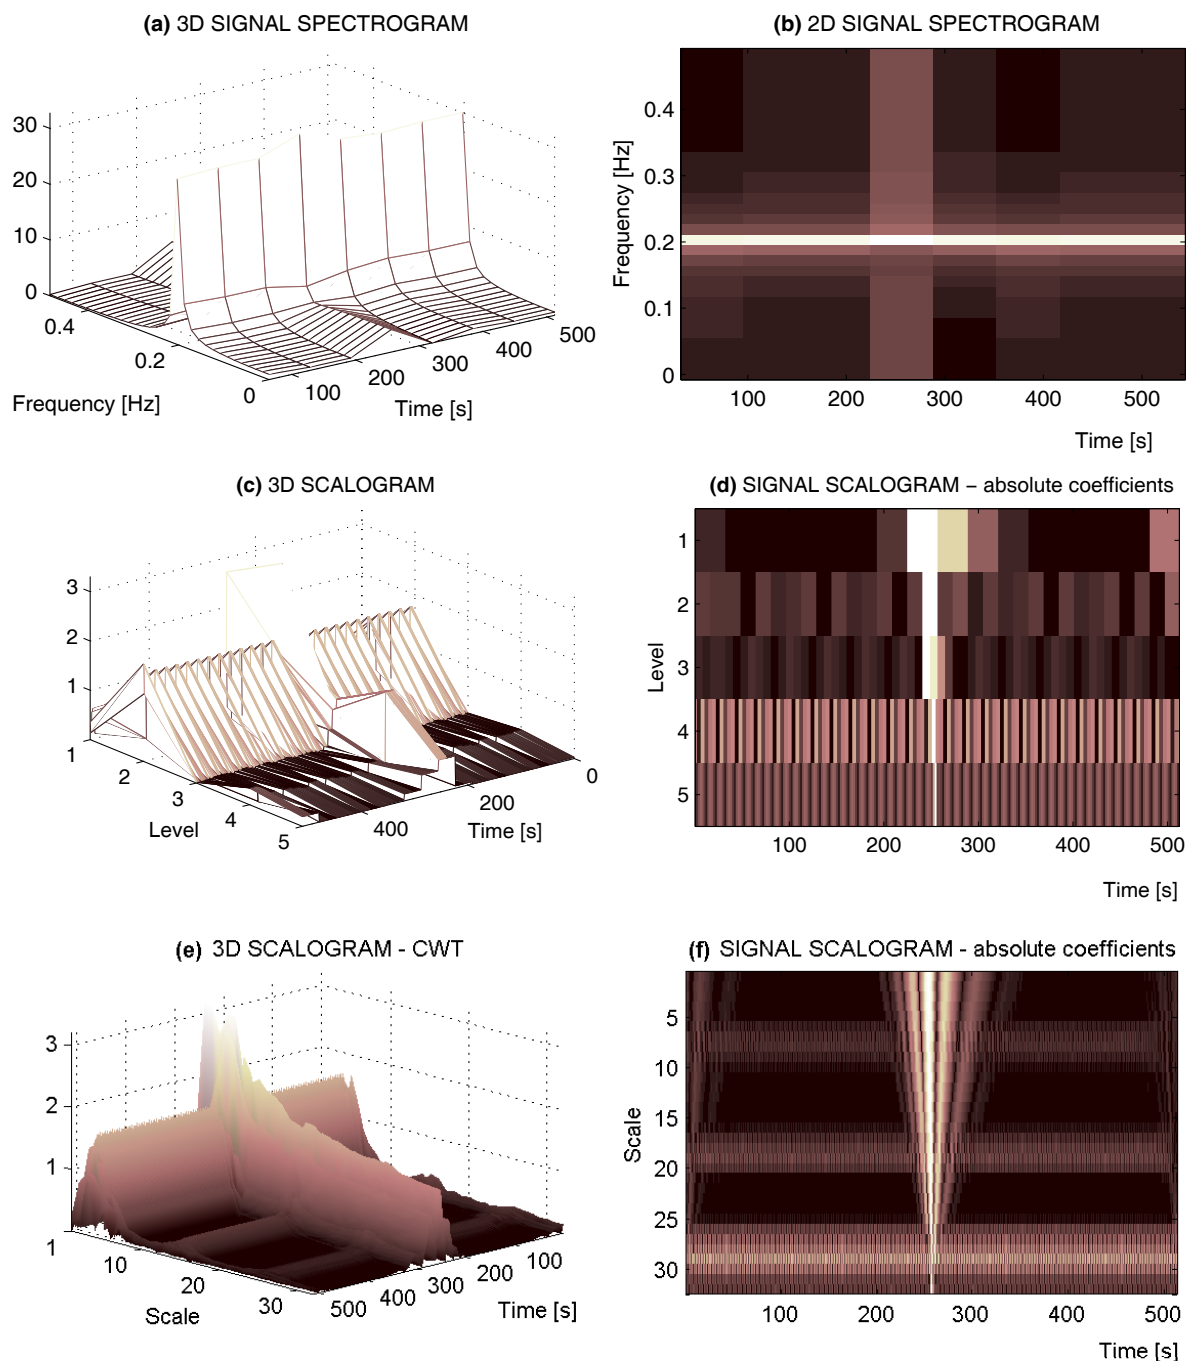 (a) 3D SIGNAL SPECTROGRAM
30
20
10
0
0.4
0.2
0
Frequency [Hz]
100
200
300
400
500
Time [s]
(b) 2D SIGNAL SPECTROGRAM
0.4
0.3
0.2
0.1
0
Frequency [Hz]
100 200 300 400 500
Time [s]
(c) 3D SCALOGRAM
3
2
1
1
2
3
4
5
Level
400
200
0
Time [s]
(d) SIGNAL SCALOGRAM – absolute coefficients
1
2
3
4
5
Level
100 200 300 400 500
Time [s]
(e) 3D SCALOGRAM - CWT
3
2
1
1
10
20
30
Scale
500
400
300
200
100
Time [s]
(f) SIGNAL SCALOGRAM - absolute coefficients
5
10
15
20
25
30
Scale
100 200 300 400 500
Time [s]